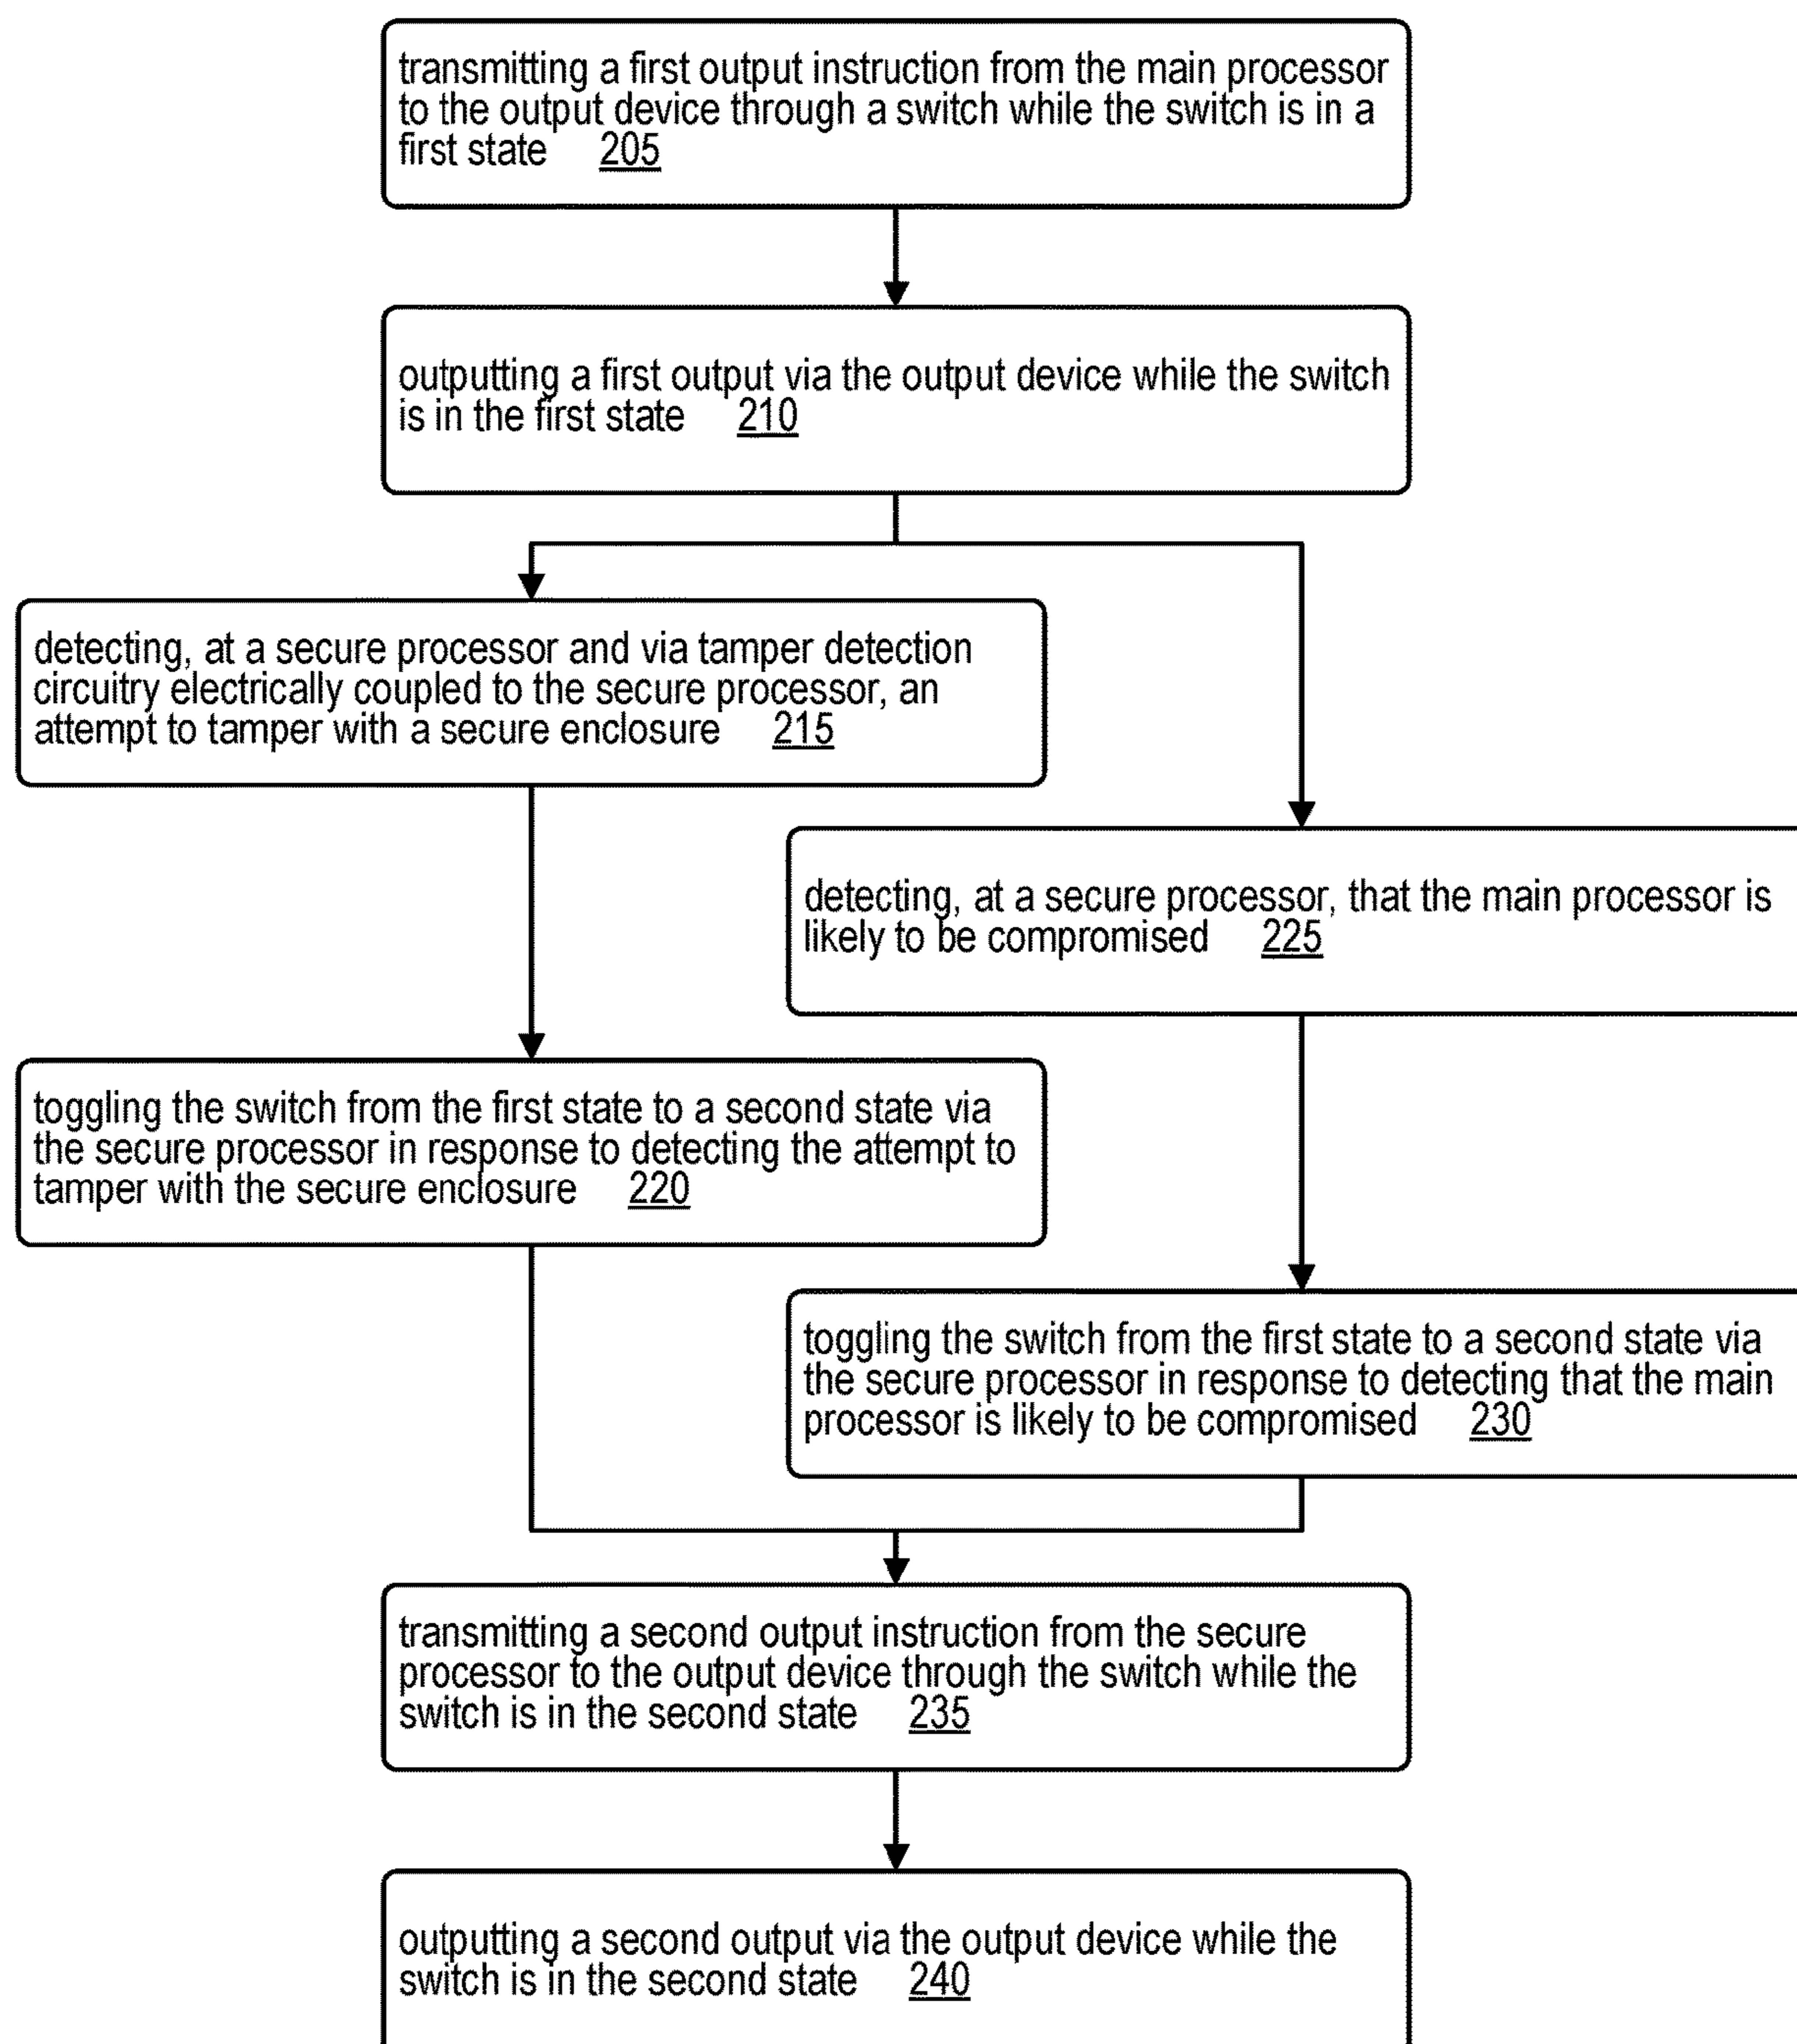 transmitting a first output instruction from the main processor
to the output device through a switch while the switch is in a
first state 205
outputting a first output via the output device while the switch
is in the first state 210
detecting, at a secure processor and via tamper detection
circuitry electrically coupled to the secure processor, an
attempt to tamper with a secure enclosure 215
detecting, at a secure processor, that the main processor is
likely to be compromised 225
toggling the switch from the first state to a second state via
the secure processor in response to detecting the attempt to
tamper with the secure enclosure 220
toggling the switch from the first state to a second state via
the secure processor in response to detecting that the main
processor is likely to be compromised 230
transmitting a second output instruction from the secure
processor to the output device through the switch while the
switch is in the second state 235
outputting a second output via the output device while the
switch is in the second state 240